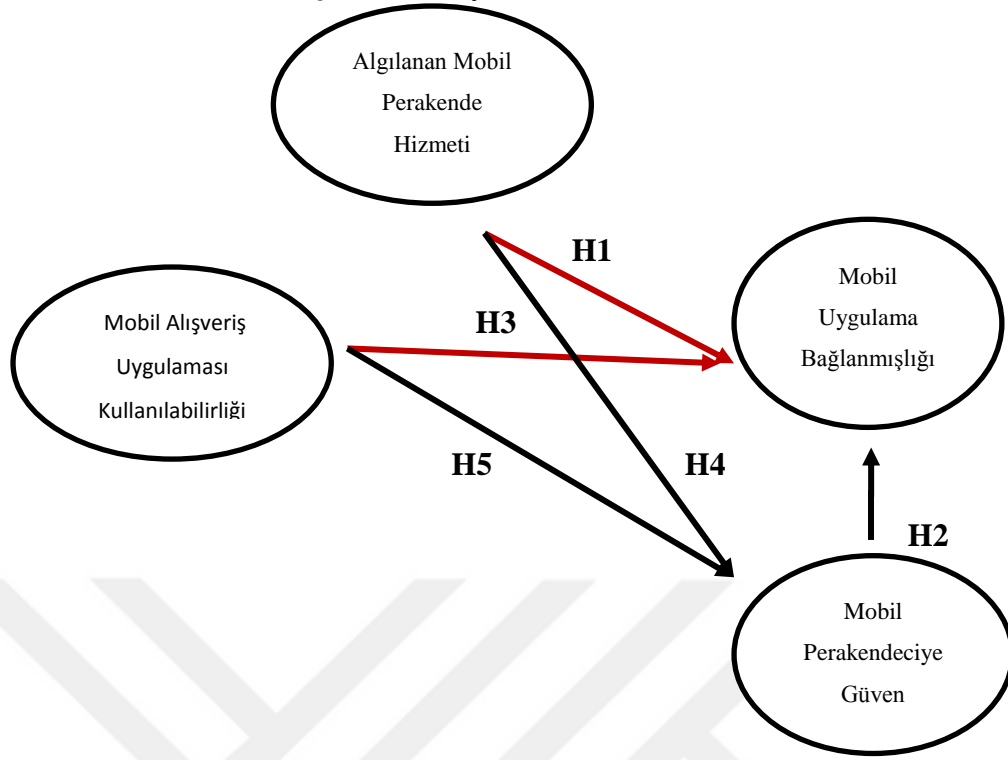 Algılanan Mobil
Perakende
Hizmeti
H1
Mobil
Uygulama
Bağlanmışlığı
H3
Mobil Alışveriş
Uygulaması
Kullanılabilirliği
H5
H4
H2
Mobil
Perakendeciye
Güven